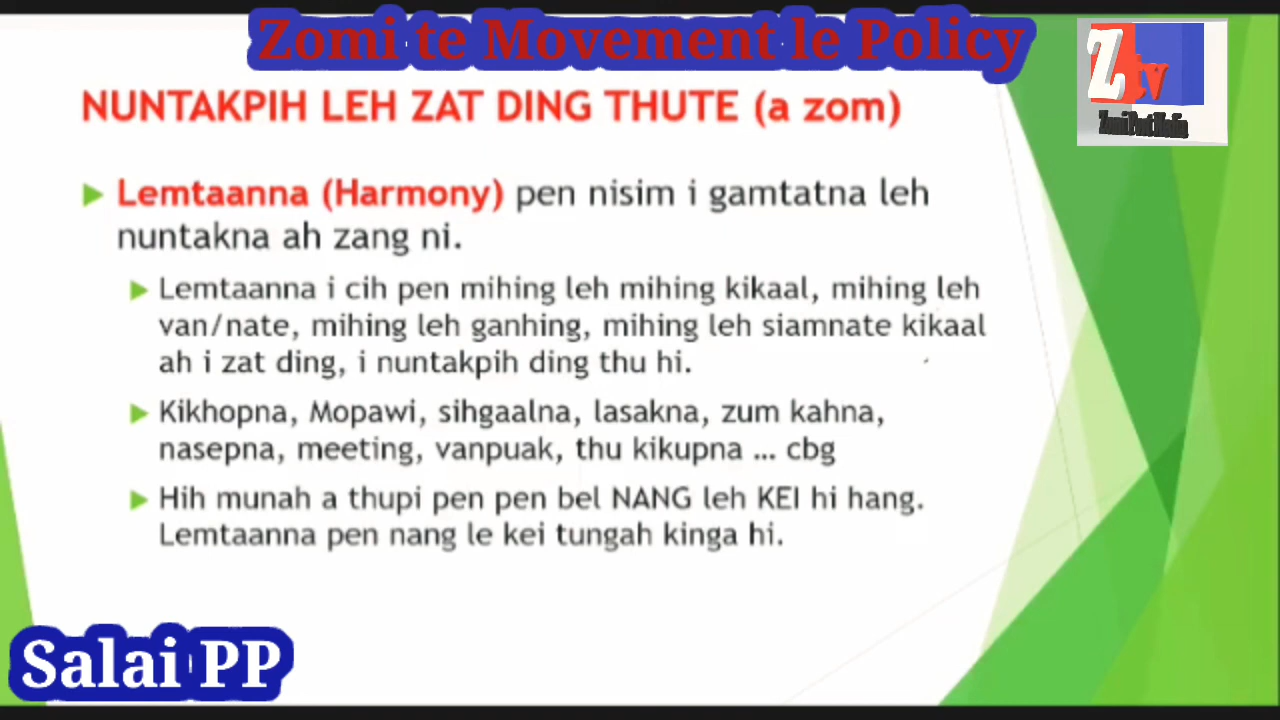 Zomi te Movement le Policy
Z tv
NUNTAKPIH LEH ZAT DING THUTE (a zom)
Lemtaanna (Harmony) pen nisim i gamtatna leh
nuntakna ah zang ni.
Lemtaanna i cih pen mihing leh mihing kikaal, mihing leh
van/nate, mihing leh ganhing, mihing leh siamnate kikaal
ah i zat ding, i nuntakpih ding thu hi.
Kikhopna, Mopawi, sihgaalna, lasakna, zum kahna,
nasepna, meeting, vanpuak, thu kikupna ... cbg
Hih munah a thupi pen pen bel NANG leh KEI hi hang.
Lemtaanna pen nang le kei tungah kinga hi.
Salai PP